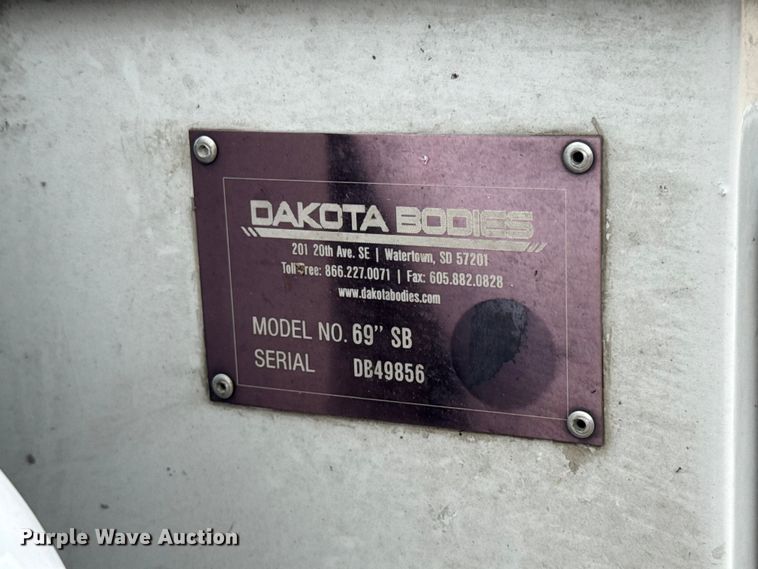 DAKOTA BODIES
201 20th Ave. SE | Watertown, SD 57201
Toll Free: 866.227.0071 | Fax: 605.882.0828
www.dakotabodies.com
MODEL NO. 69" SB
SERIAL DB49856
Purple Wave Auction